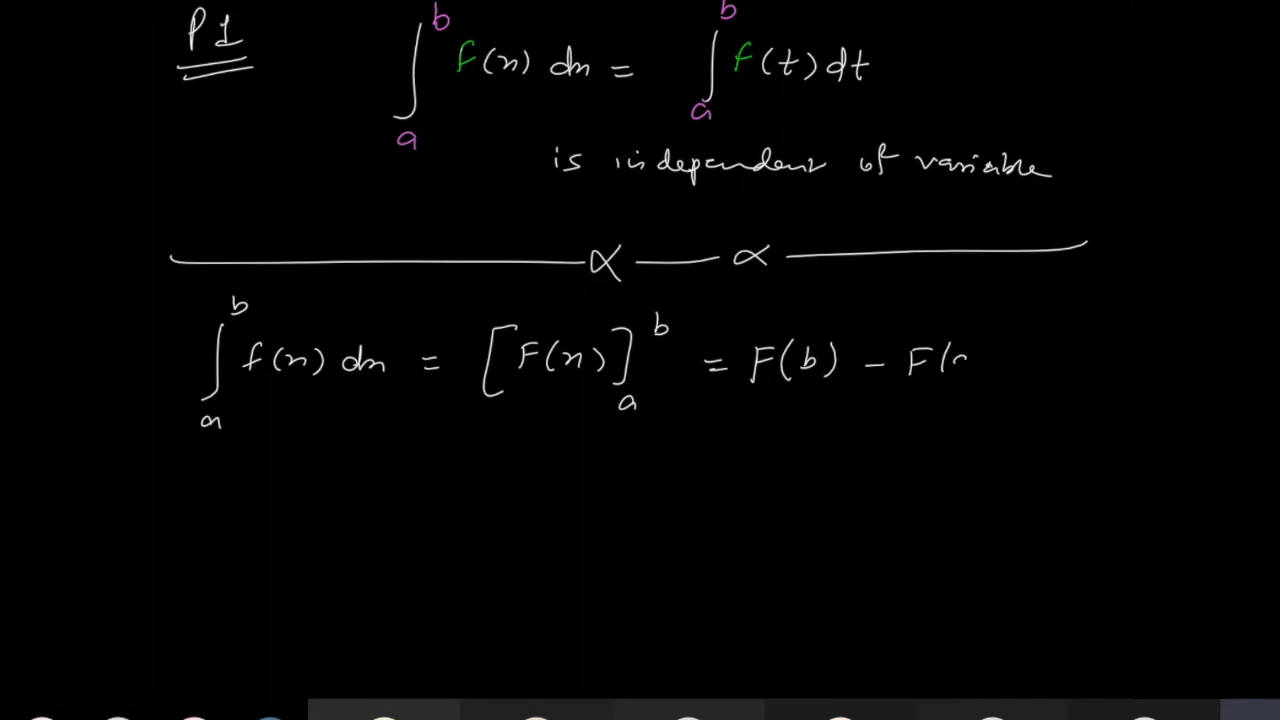 P1
∫_a^b f(x) dx = ∫_a^b f(t) dt
is independent of variable
∫_a^b f(x) dx = [F(x)]_a^b = F(b) - F(